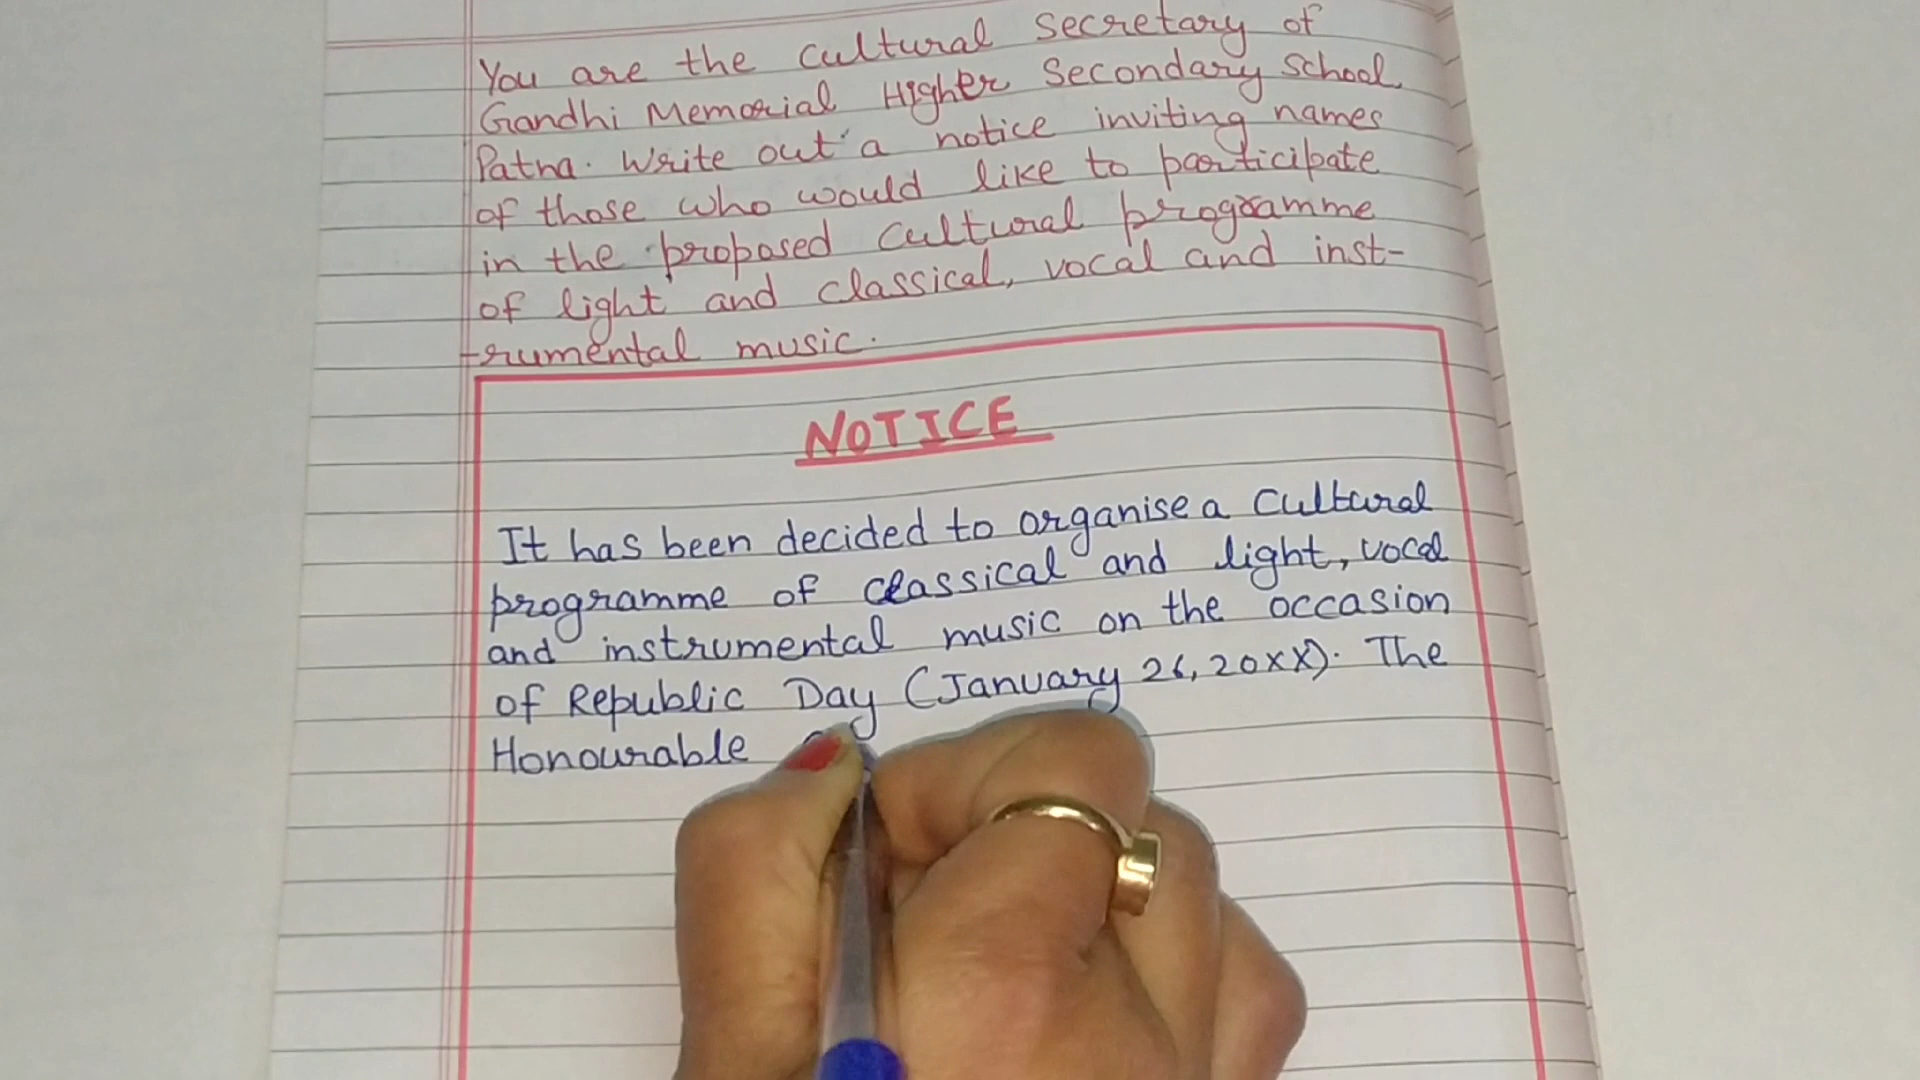 You are the Cultural Secretary of
Gandhi Memorial Higher Secondary School
Patna. Write out a notice inviting names
of those who would like to participate
in the proposed Cultural programme
of light and classical, vocal and inst-
-rumental music.
NOTICE
It has been decided to organise a Cultural
programme of classical and light, vocal
and instrumental music on the occasion
of Republic Day (January 26, 20XX). The
Honourable